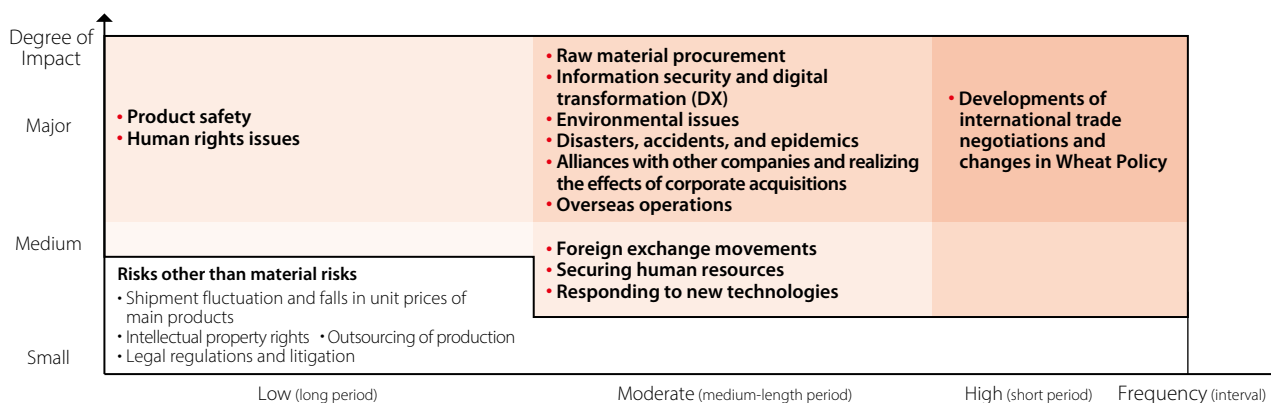 Degree of
Impact
Major
Medium
Small
• Product safety
• Human rights issues
• Raw material procurement
• Information security and digital
transformation (DX)
• Environmental issues
• Disasters, accidents, and epidemics
• Alliances with other companies and realizing
the effects of corporate acquisitions
• Overseas operations
• Developments of
international trade
negotiations and
changes in Wheat Policy
• Foreign exchange movements
• Securing human resources
• Responding to new technologies
Risks other than material risks
• Shipment fluctuation and falls in unit prices of
main products
• Intellectual property rights • Outsourcing of production
• Legal regulations and litigation
Low (long period)
Moderate (medium-length period)
High (short period)
Frequency (interval)